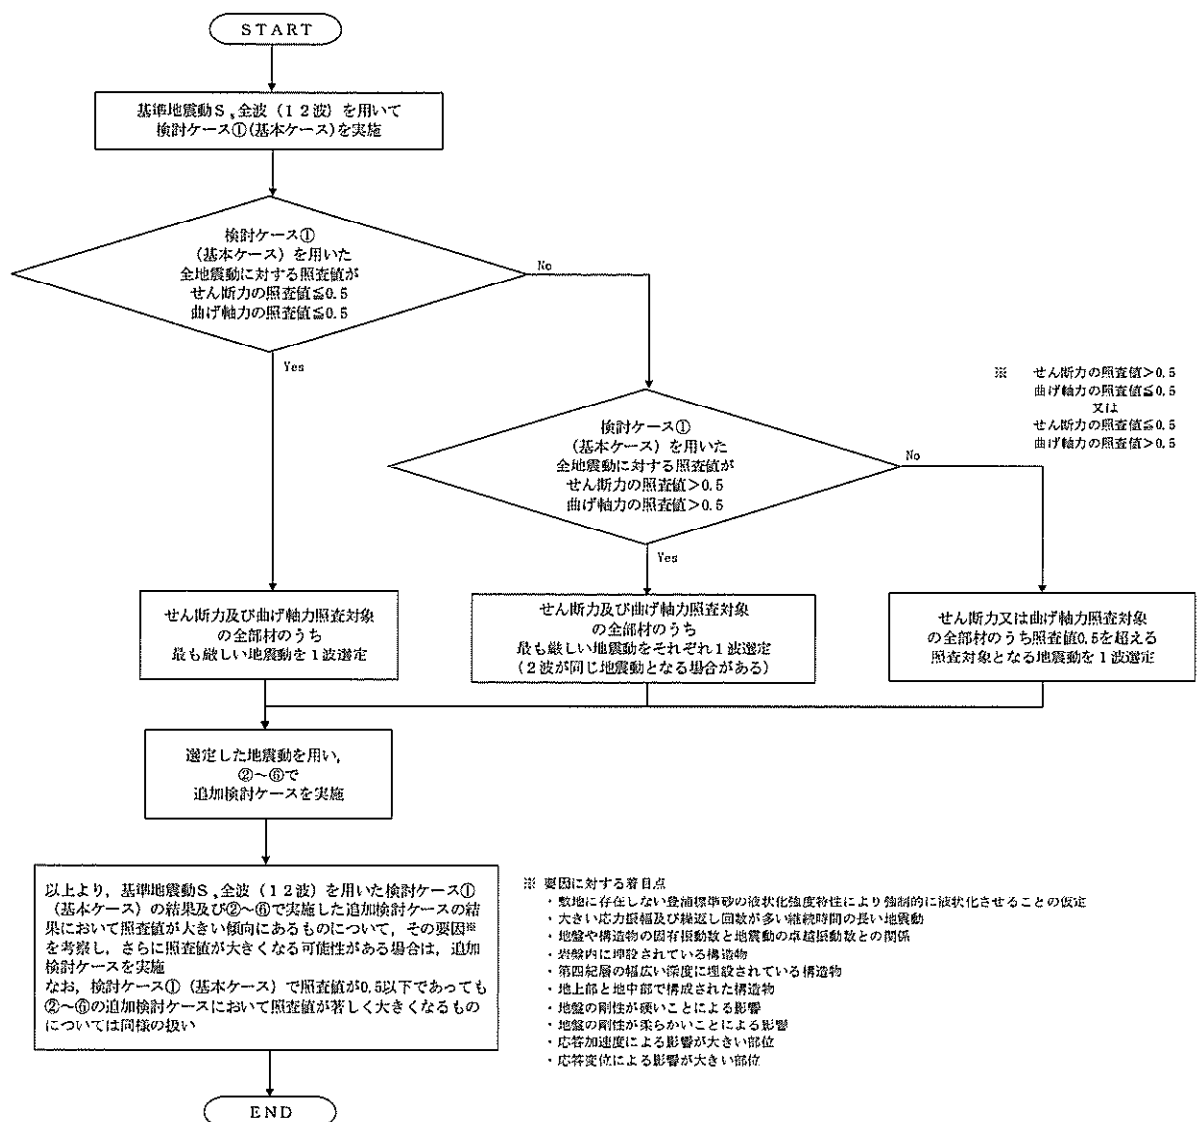 START
基準地震動Ｓs全波（１２波）を用いて
検討ケース①(基本ケース)を実施
検討ケース①
(基本ケース) を用いた
全地震動に対する照査値が
せん断力の照査値≦0.5
曲げ軸力の照査値≦0.5
No
Yes
※ せん断力の照査値＞0.5
曲げ軸力の照査値≦0.5
又は
せん断力の照査値≦0.5
曲げ軸力の照査値＞0.5
検討ケース①
(基本ケース) を用いた
全地震動に対する照査値が
せん断力の照査値＞0.5
曲げ軸力の照査値＞0.5
No
Yes
せん断力及び曲げ軸力照査対象
の全部材のうち
最も厳しい地震動を１波選定
せん断力及び曲げ軸力照査対象
の全部材のうち
最も厳しい地震動をそれぞれ１波選定
(２波が同じ地震動となる場合がある)
せん断力又は曲げ軸力照査対象
の全部材のうち照査値0.5を超える
照査対象となる地震動を１波選定
選定した地震動を用い，
②～⑥で
追加検討ケースを実施
以上より，基準地震動Ｓs全波（１２波）を用いた検討ケース①
（基本ケース）の結果及び②～⑥で実施した追加検討ケースの結
果において照査値が大きい傾向にあるものについて，その要因※
を考察し，さらに照査値が大きくなる可能性がある場合は，追加
検討ケースを実施
なお，検討ケース①（基本ケース）で照査値が0.5以下であっても
②～⑥の追加検討ケースにおいて照査値が著しく大きくなるもの
については同様の扱い
※ 要因に対する着目点
・敷地に存在しない豊浦標準砂の液状化強度特性により強制的に液状化させることの仮定
・大きい応力振幅及び繰返し回数が多い継続時間の長い地震動
・地盤や構造物の固有振動数と地震動の卓越振動数との関係
・岩盤内に埋設されている構造物
・第四紀層の幅広い深度に埋設されている構造物
・地上部と地中部で構成された構造物
・地盤の剛性が硬いことによる影響
・地盤の剛性が柔らかいことによる影響
・応答加速度による影響が大きい部位
・応答変位による影響が大きい部位
END